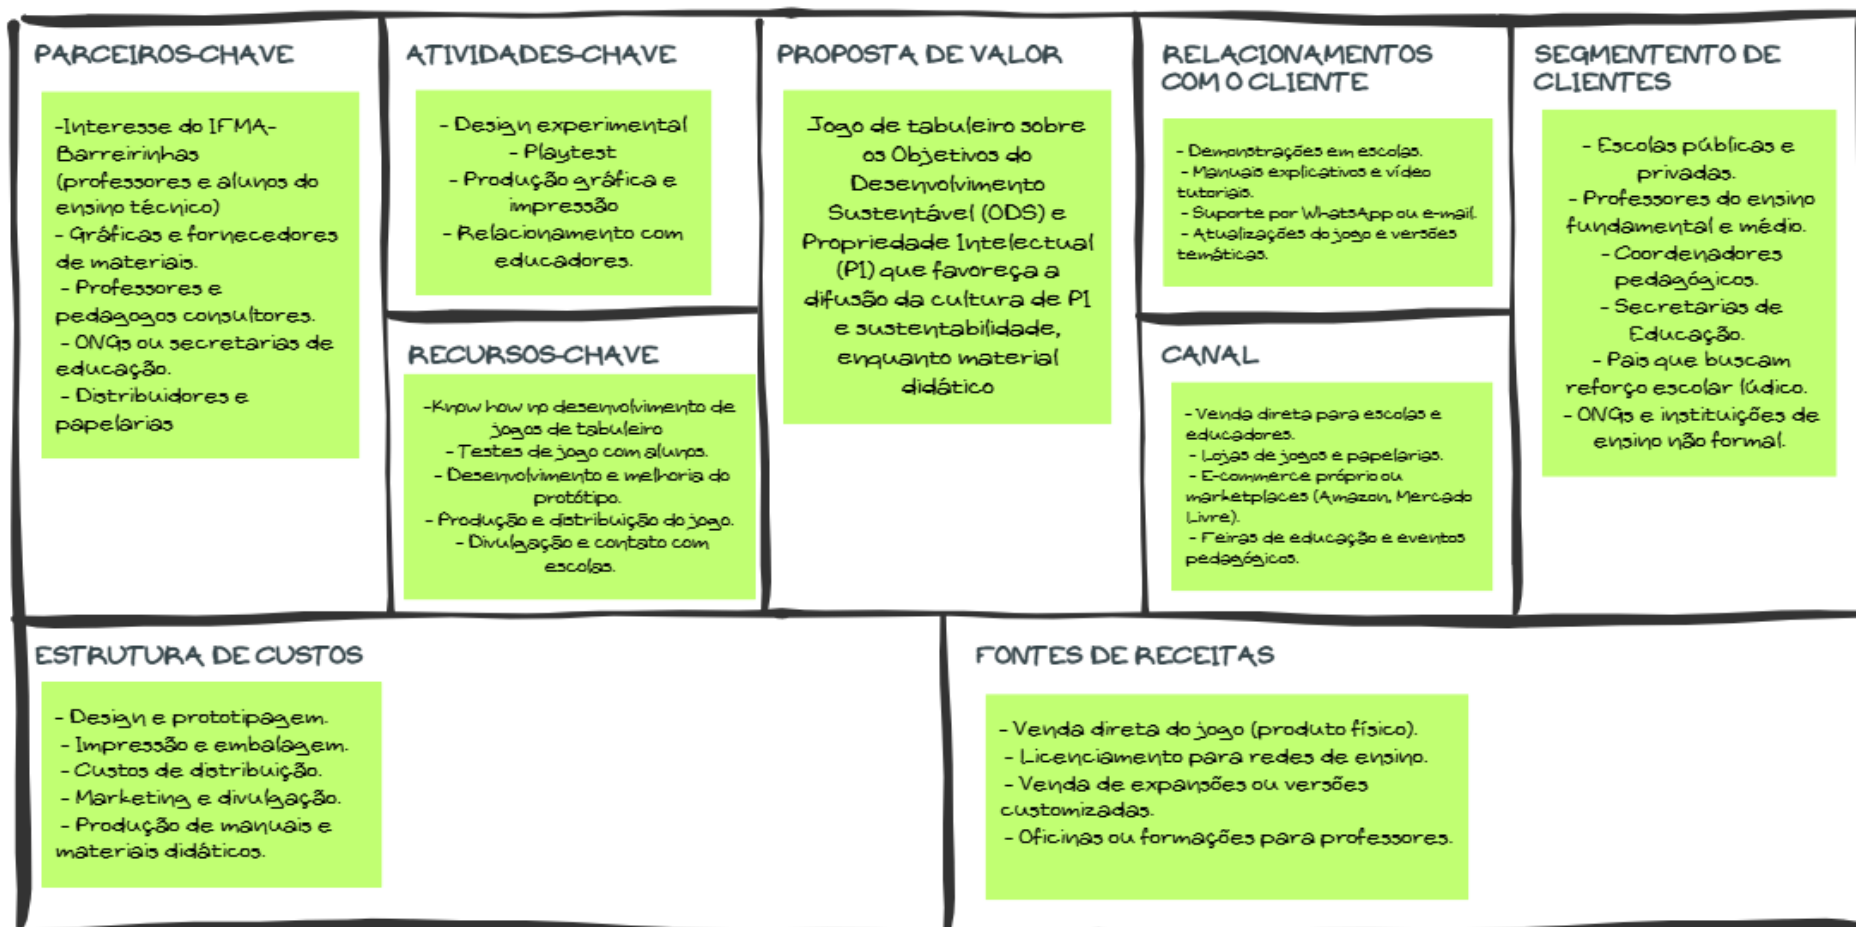 PARCEIROS-CHAVE
-Interesse do IFMA-
Barreirinhas
(professores e alunos do
ensino técnico)
- Gráficas e fornecedores
de materiais.
- Professores e
pedagogos consultores.
- ONGs ou secretarias de
educação.
- Distribuidores e
papelarias
ATIVIDADES-CHAVE
- Design experimental
- Playtest
- Produção gráfica e
impressão
- Relacionamento com
educadores.
RECURSOS-CHAVE
-Know how no desenvolvimento de
jogos de tabuleiro
- Testes de jogo com alunos.
- Desenvolvimento e melhoria do
protótipo.
- Produção e distribuição do jogo.
- Divulgação e contato com
escolas.
PROPOSTA DE VALOR
Jogo de tabuleiro sobre
os Objetivos do
Desenvolvimento
Sustentável (ODS) e
Propriedade Intelectual
(PI) que favoreça a
difusão da cultura de PI
e sustentabilidade,
enquanto material
didático
RELACIONAMENTOS
COM O CLIENTE
- Demonstrações em escolas.
- Manuais explicativos e vídeo
tutoriais.
- Suporte por WhatsApp ou e-mail.
- Atualizações do jogo e versões
temáticas.
CANAL
- Venda direta para escolas e
educadores.
- Lojas de jogos e papelarias.
- E-commerce próprio ou
marketplaces (Amazon, Mercado
Livre).
- Feiras de educação e eventos
pedagógicos.
SEGMENTENTO DE
CLIENTES
- Escolas públicas e
privadas.
- Professores do ensino
fundamental e médio.
- Coordenadores
pedagógicos.
- Secretarias de
Educação.
- Pais que buscam
reforço escolar lúdico.
- ONGs e instituições de
ensino não formal.
ESTRUTURA DE CUSTOS
- Design e prototipagem.
- Impressão e embalagem.
- Custos de distribuição.
- Marketing e divulgação.
- Produção de manuais e
materiais didáticos.
FONTES DE RECEITAS
- Venda direta do jogo (produto físico).
- Licenciamento para redes de ensino.
- Venda de expansões ou versões
customizadas.
- Oficinas ou formações para professores.